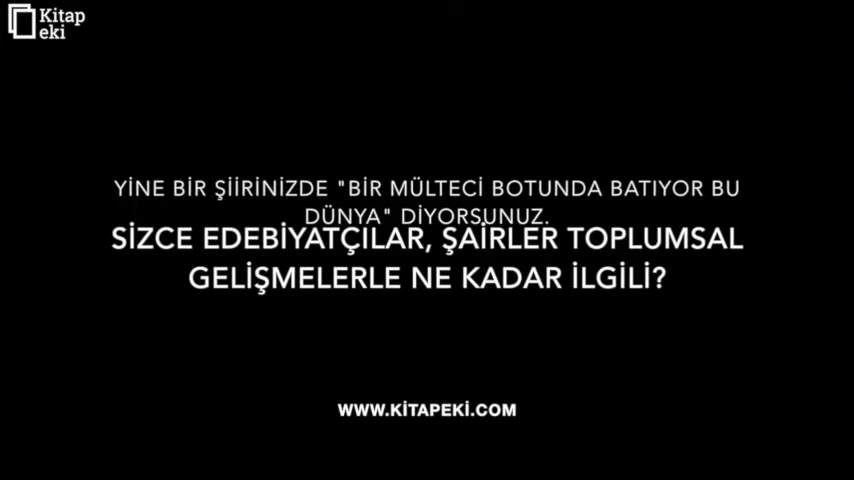 Kitap
eki
YİNE BİR ŞİİRİNİZDE "BİR MÜLTECİ BOTUNDA BATIYOR BU
DÜNYA" DİYORSUNUZ.
SİZCE EDEBİYATÇILAR, ŞAİRLER TOPLUMSAL
GELİŞMELERLE NE KADAR İLGİLİ?
WWW.KİTAPEKİ.COM